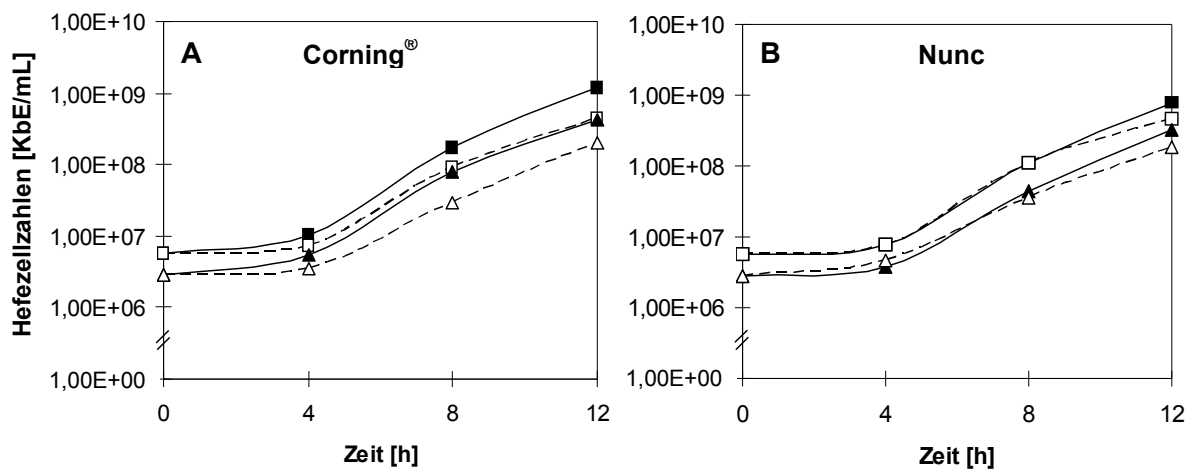 A Corning®
Hefezellzahlen [KbE/mL]
1,00E+10
1,00E+09
1,00E+08
1,00E+07
1,00E+06
1,00E+00
0 4 8 12
Zeit [h]
B Nunc
1,00E+10
1,00E+09
1,00E+08
1,00E+07
1,00E+06
1,00E+00
0 4 8 12
Zeit [h]